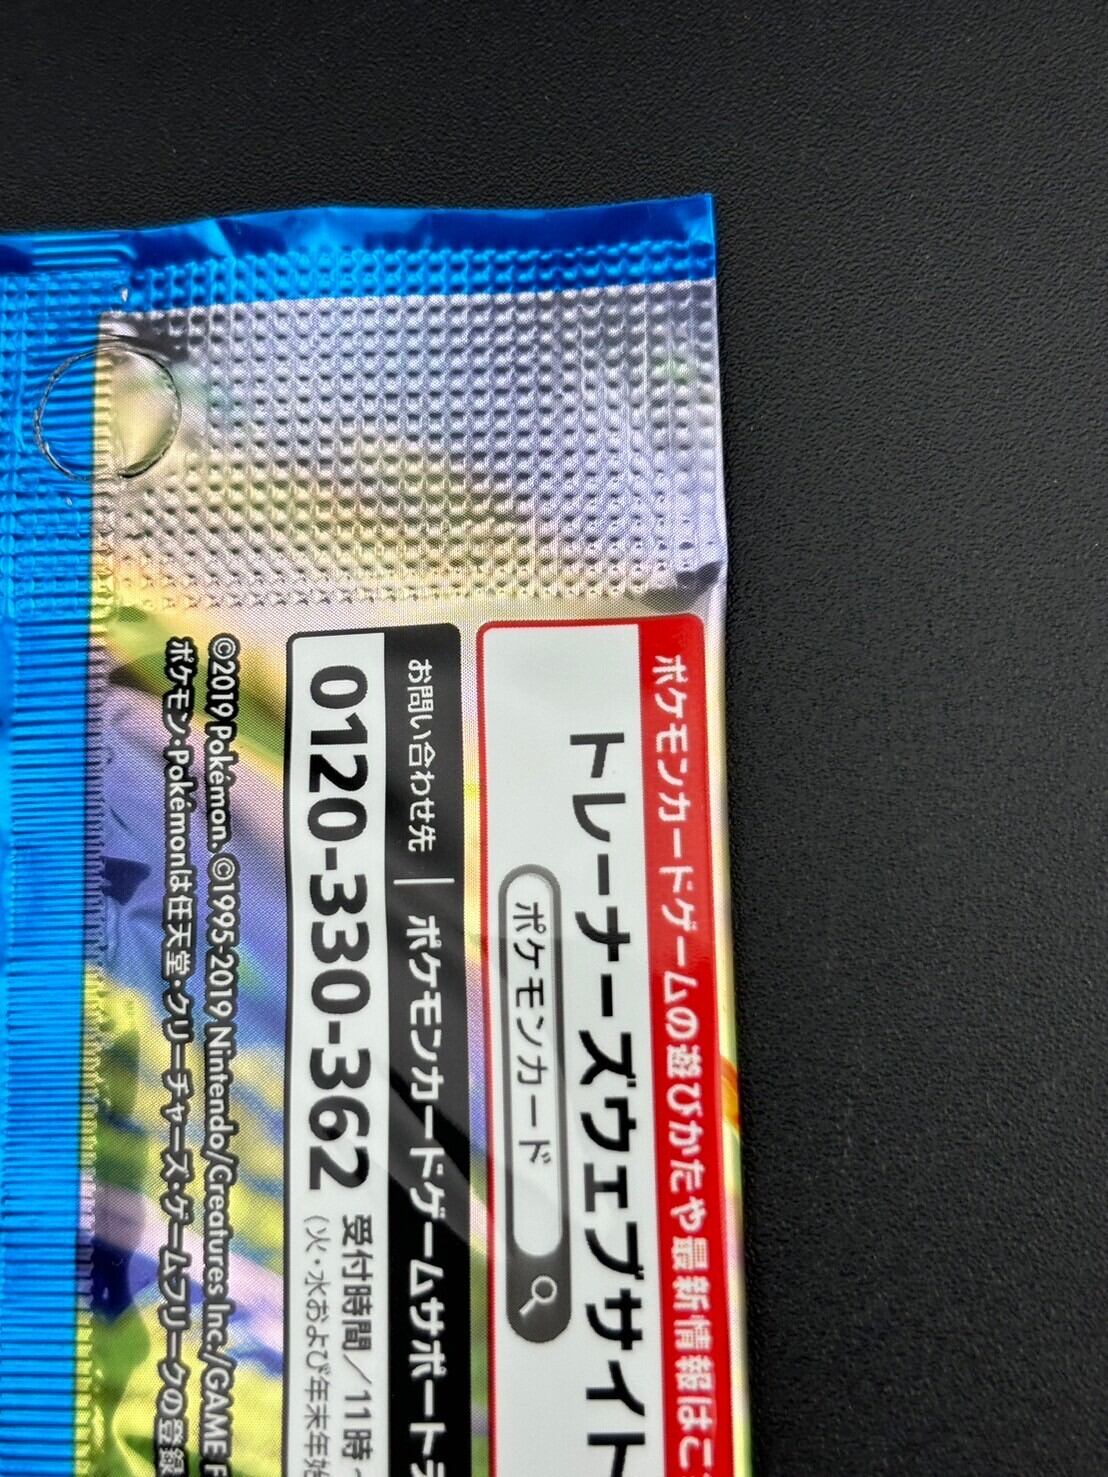 ポケモンカードゲームの遊びかたや最新情報はこ
トレーナーズウェブサイト
ポケモンカード
お問い合わせ先 | ポケモンカードゲームサポート
0120-330-362 受付時間/11時
(火・水および年末年始
©2019 Pokémon. ©1995-2019 Nintendo/Creatures Inc./GAME F
ポケモン・Pokémonは任天堂・クリーチャーズ・ゲームフリークの登録